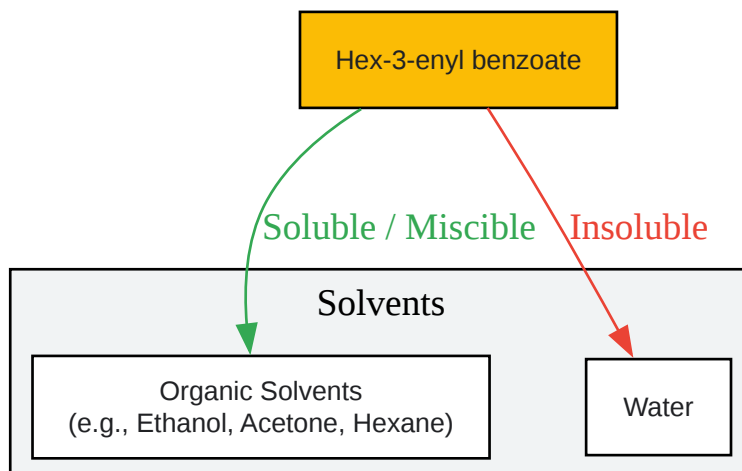 Hex-3-enyl benzoate
Soluble / Miscible
Insoluble
Solvents
Organic Solvents
(e.g., Ethanol, Acetone, Hexane)
Water